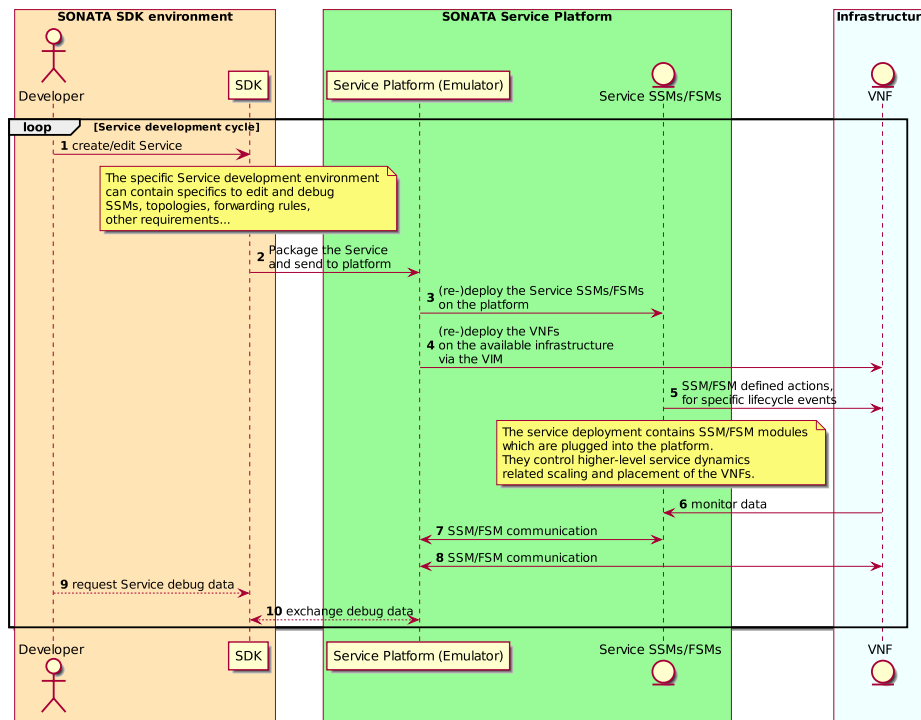 SONATA SDK environment
SONATA Service Platform
Infrastructur
Developer
SDK
Service Platform (Emulator)
Service SSMs/FSMs
VNF
loop
[Service development cycle]
1 create/edit Service
The specific Service development environment
can contain specifics to edit and debug
SSMs, topologies, forwarding rules,
other requirements...
2 Package the Service
and send to platform
3 (re-)deploy the Service SSMs/FSMs
on the platform
(re-)deploy the VNFs
4 on the available infrastructure
via the VIM
5 SSM/FSM defined actions,
for specific lifecycle events
The service deployment contains SSM/FSM modules
which are plugged into the platform.
They control higher-level service dynamics
related scaling and placement of the VNFs.
6 monitor data
7 SSM/FSM communication
8 SSM/FSM communication
9 request Service debug data
10 exchange debug data
Developer
SDK
Service Platform (Emulator)
Service SSMs/FSMs
VNF